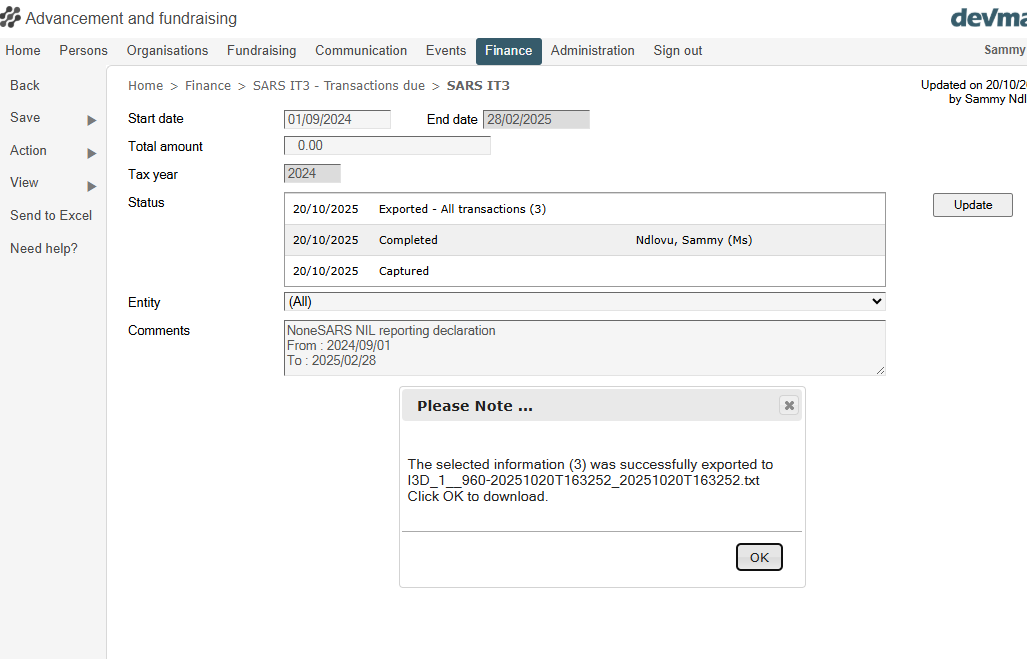 Advancement and fundraising
devma
Home Persons Organisations Fundraising Communication Events Finance Administration Sign out Sammy
Back
Save
Action
View
Send to Excel
Need help?
Home > Finance > SARS IT3 - Transactions due > SARS IT3
Updated on 20/10/2
by Sammy Ndl
Start date 01/09/2024 End date 28/02/2025
Total amount 0.00
Tax year 2024
Status
20/10/2025 Exported - All transactions (3)
20/10/2025 Completed Ndlovu, Sammy (Ms)
20/10/2025 Captured
Update
Entity (All)
Comments
NoneSARS NIL reporting declaration
From : 2024/09/01
To : 2025/02/28
Please Note ...
The selected information (3) was successfully exported to
I3D_1__960-20251020T163252_20251020T163252.txt
Click OK to download.
OK